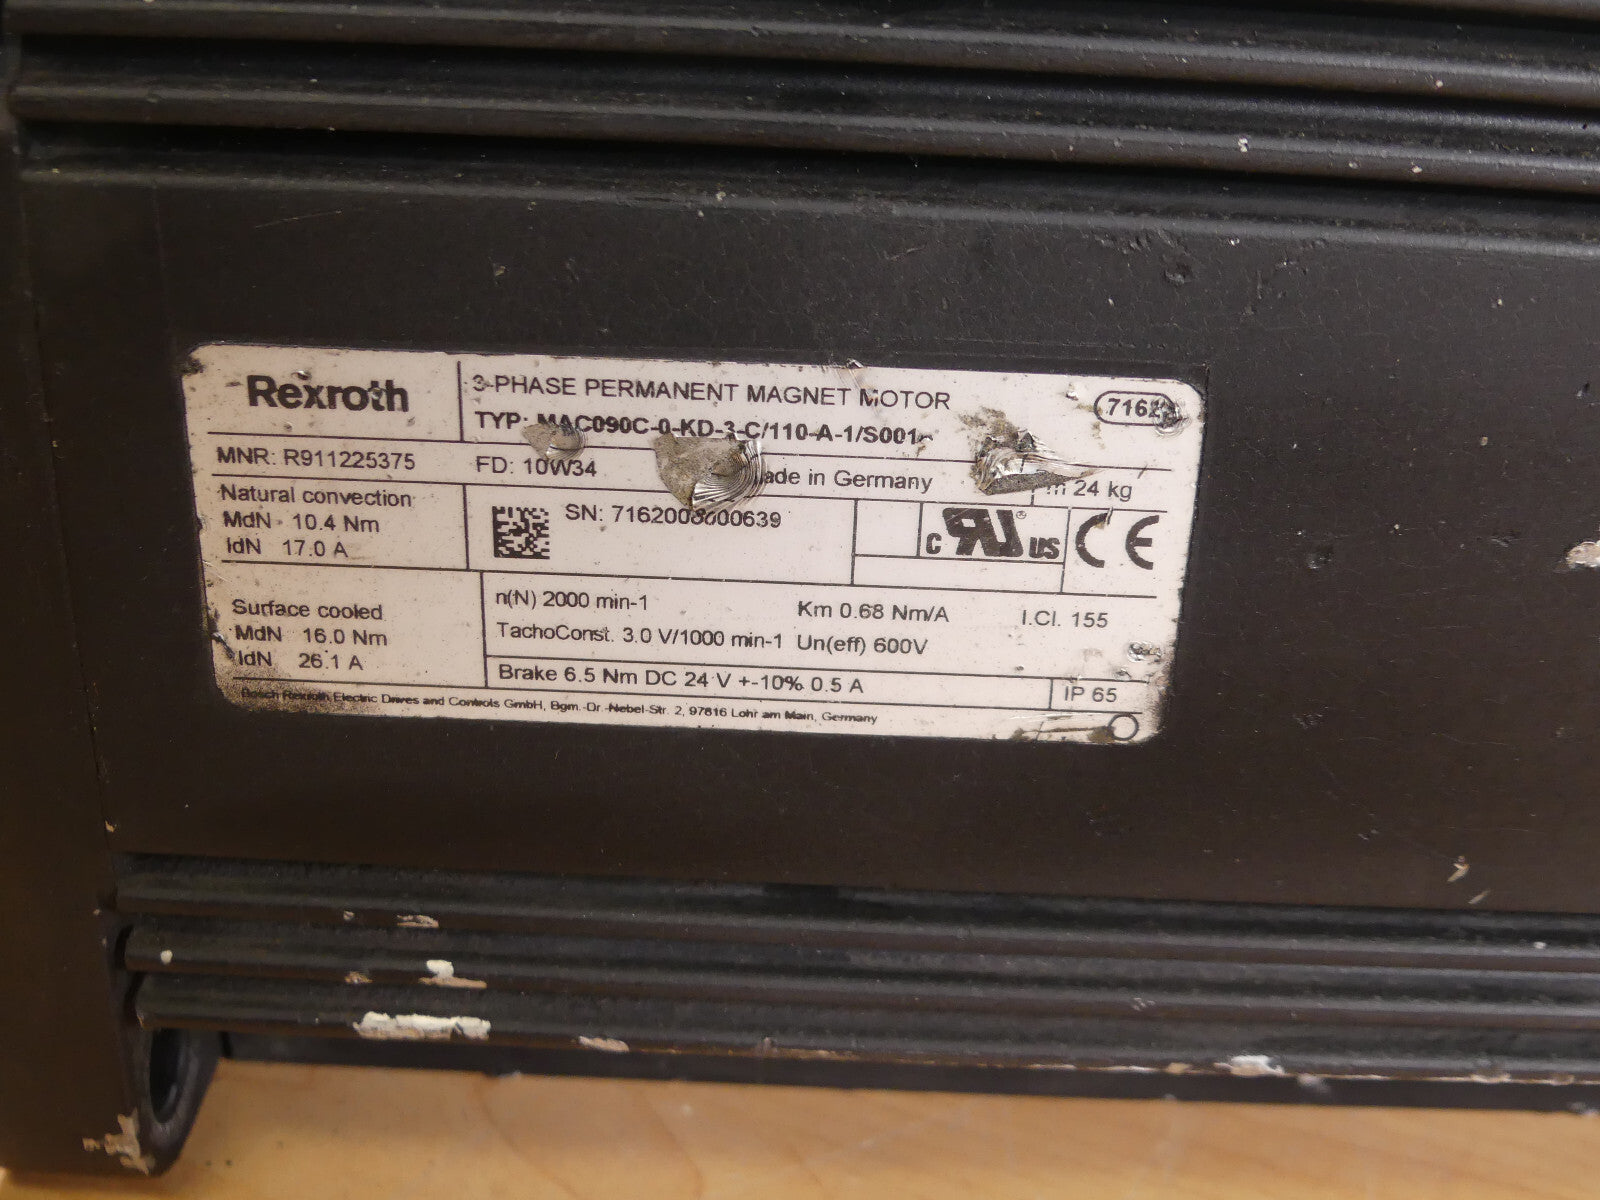 Rexroth
3-PHASE PERMANENT MAGNET MOTOR
7162
TYP: MAC090C-0-KD-3-C/110-A-1/S001
MNR: R911225375
FD: 10W34
Made in Germany
m 24 kg
Natural convection
MdN 10.4 Nm
IdN 17.0 A
SN: 7162008000639
c RU ® US
CE
Surface cooled
MdN 16.0 Nm
IdN 26.1 A
n(N) 2000 min-1
Km 0.68 Nm/A
I.Cl. 155
TachoConst. 3.0 V/1000 min-1
Un(eff) 600V
Brake 6.5 Nm DC 24 V +-10% 0.5 A
IP 65
Bosch Rexroth Electric Drives and Controls GmbH, Bgm.-Dr.-Nebel-Str. 2, 97816 Lohr am Main, Germany